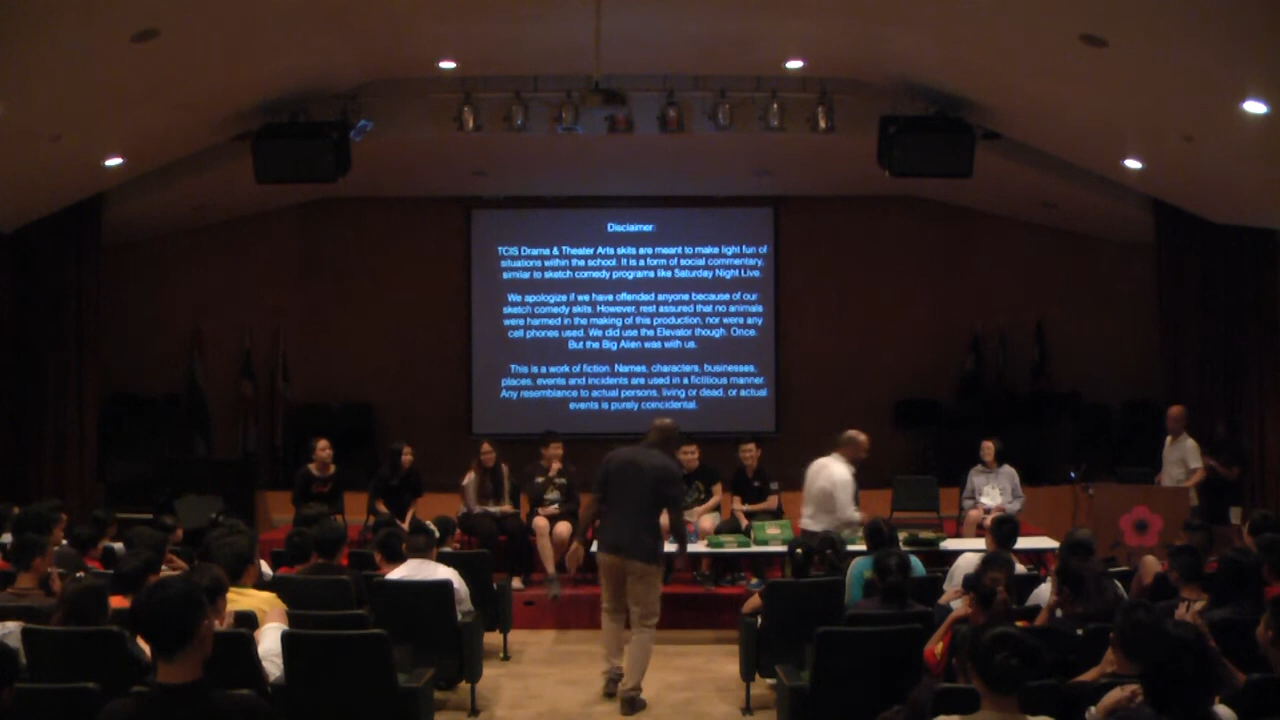 Disclaimer:
TCIS Drama & Theater Arts skits are meant to make light fun of
situations within the school. It is a form of social commentary,
similar to sketch comedy programs like Saturday Night Live.
We apologize if we have offended anyone because of our
sketch comedy skits. However, rest assured that no animals
were harmed in the making of this production, nor were any
cell phones used. We did use the Elevator though. Once.
But the Big Alien was with us.
This is a work of fiction. Names, characters, businesses,
places, events and incidents are used in a fictitious manner.
Any resemblance to actual persons, living or dead, or actual
events is purely coincidental.